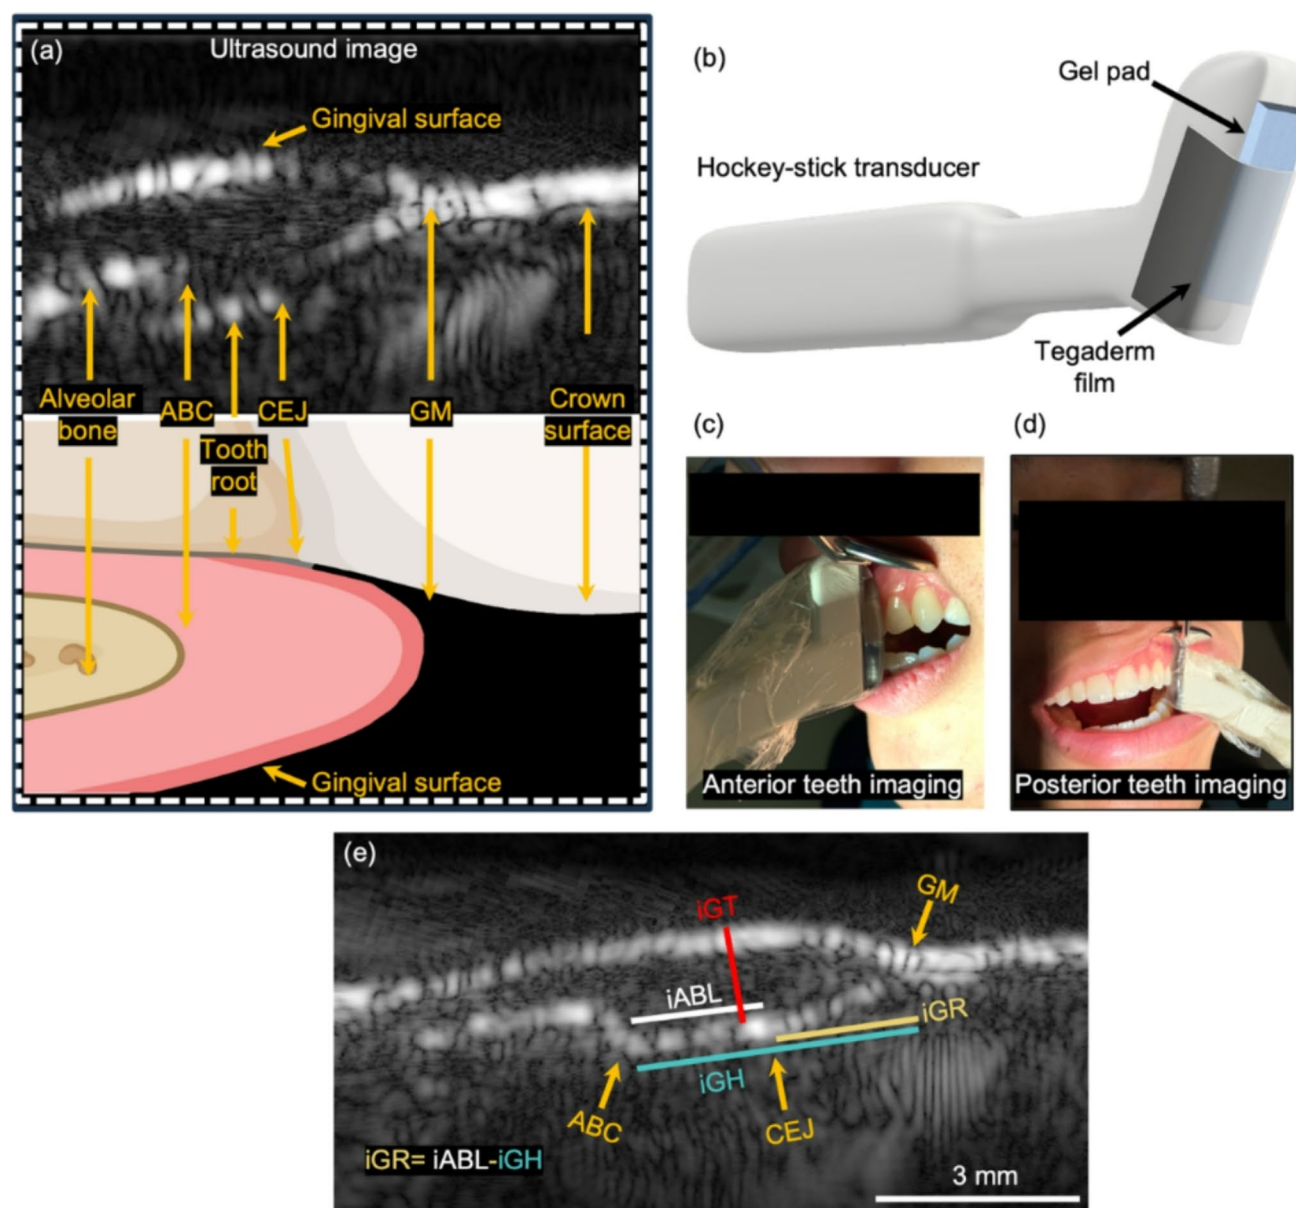 (a)
Ultrasound image
Gingival surface
Alveolar
bone
ABC
Tooth
root
CEJ
GM
Crown
surface
Gingival surface
(b)
Gel pad
Hockey-stick transducer
Tegaderm
film
(c)
Anterior teeth imaging
(d)
Posterior teeth imaging
(e)
GM
iGT
iABL
iGR
iGH
ABC
CEJ
iGR= iABL-iGH
3 mm